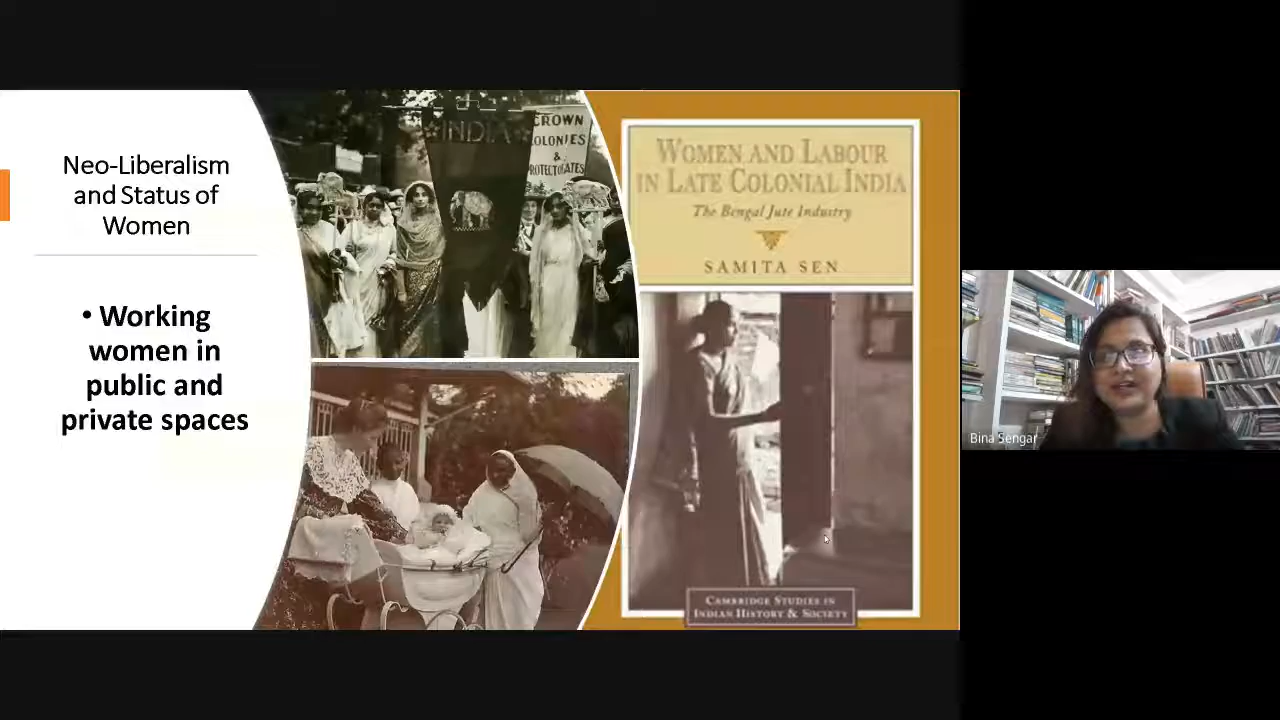 Neo-Liberalism
and Status of
Women
• Working
women in
public and
private spaces
INDIA
CROWN
COLONIES
&
PROTECTORATES
WOMEN AND LABOUR
IN LATE COLONIAL INDIA
The Bengal Jute Industry
SAMITA SEN
CAMBRIDGE STUDIES IN
INDIAN HISTORY & SOCIETY
Bina Sengar